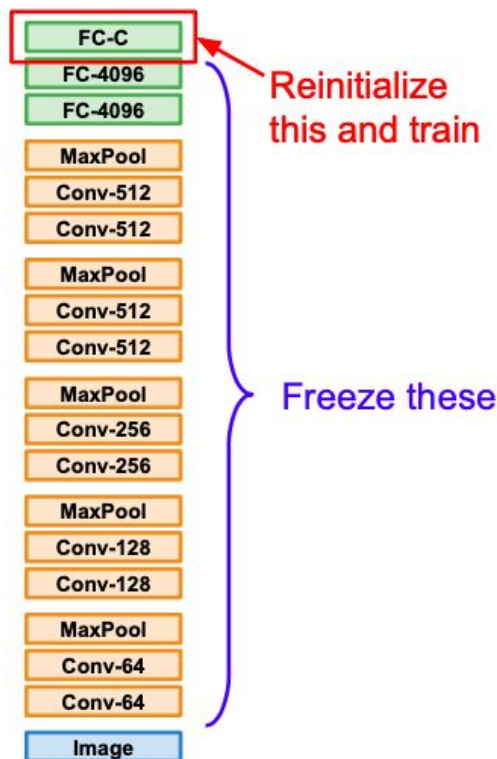 FC-C
FC-4096
FC-4096
Reinitialize
this and train
MaxPool
Conv-512
Conv-512
MaxPool
Conv-512
Conv-512
MaxPool
Conv-256
Conv-256
Freeze these
MaxPool
Conv-128
Conv-128
MaxPool
Conv-64
Conv-64
Image